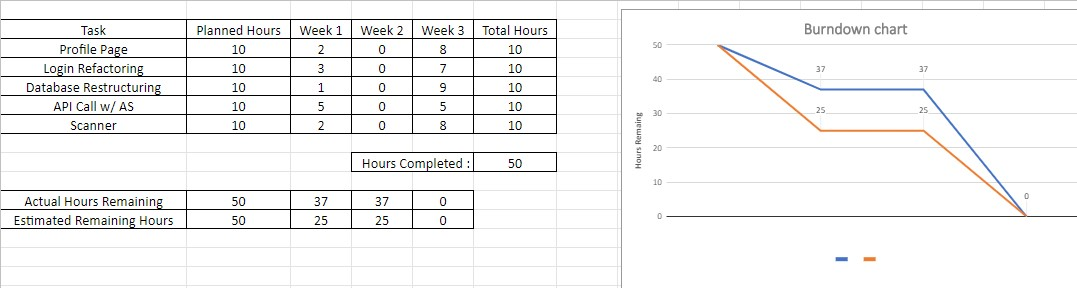 Task Planned Hours Week 1 Week 2 Week 3 Total Hours
Profile Page 10 2 0 8 10
Login Refactoring 10 3 0 7 10
Database Restructuring 10 1 0 9 10
API Call w/ AS 10 5 0 5 10
Scanner 10 2 0 8 10
Hours Completed : 50
Actual Hours Remaining 50 37 37 0
Estimated Remaining Hours 50 25 25 0
Burndown chart
Hours Remaing
50
40
30
20
10
0
37 37
25 25
0